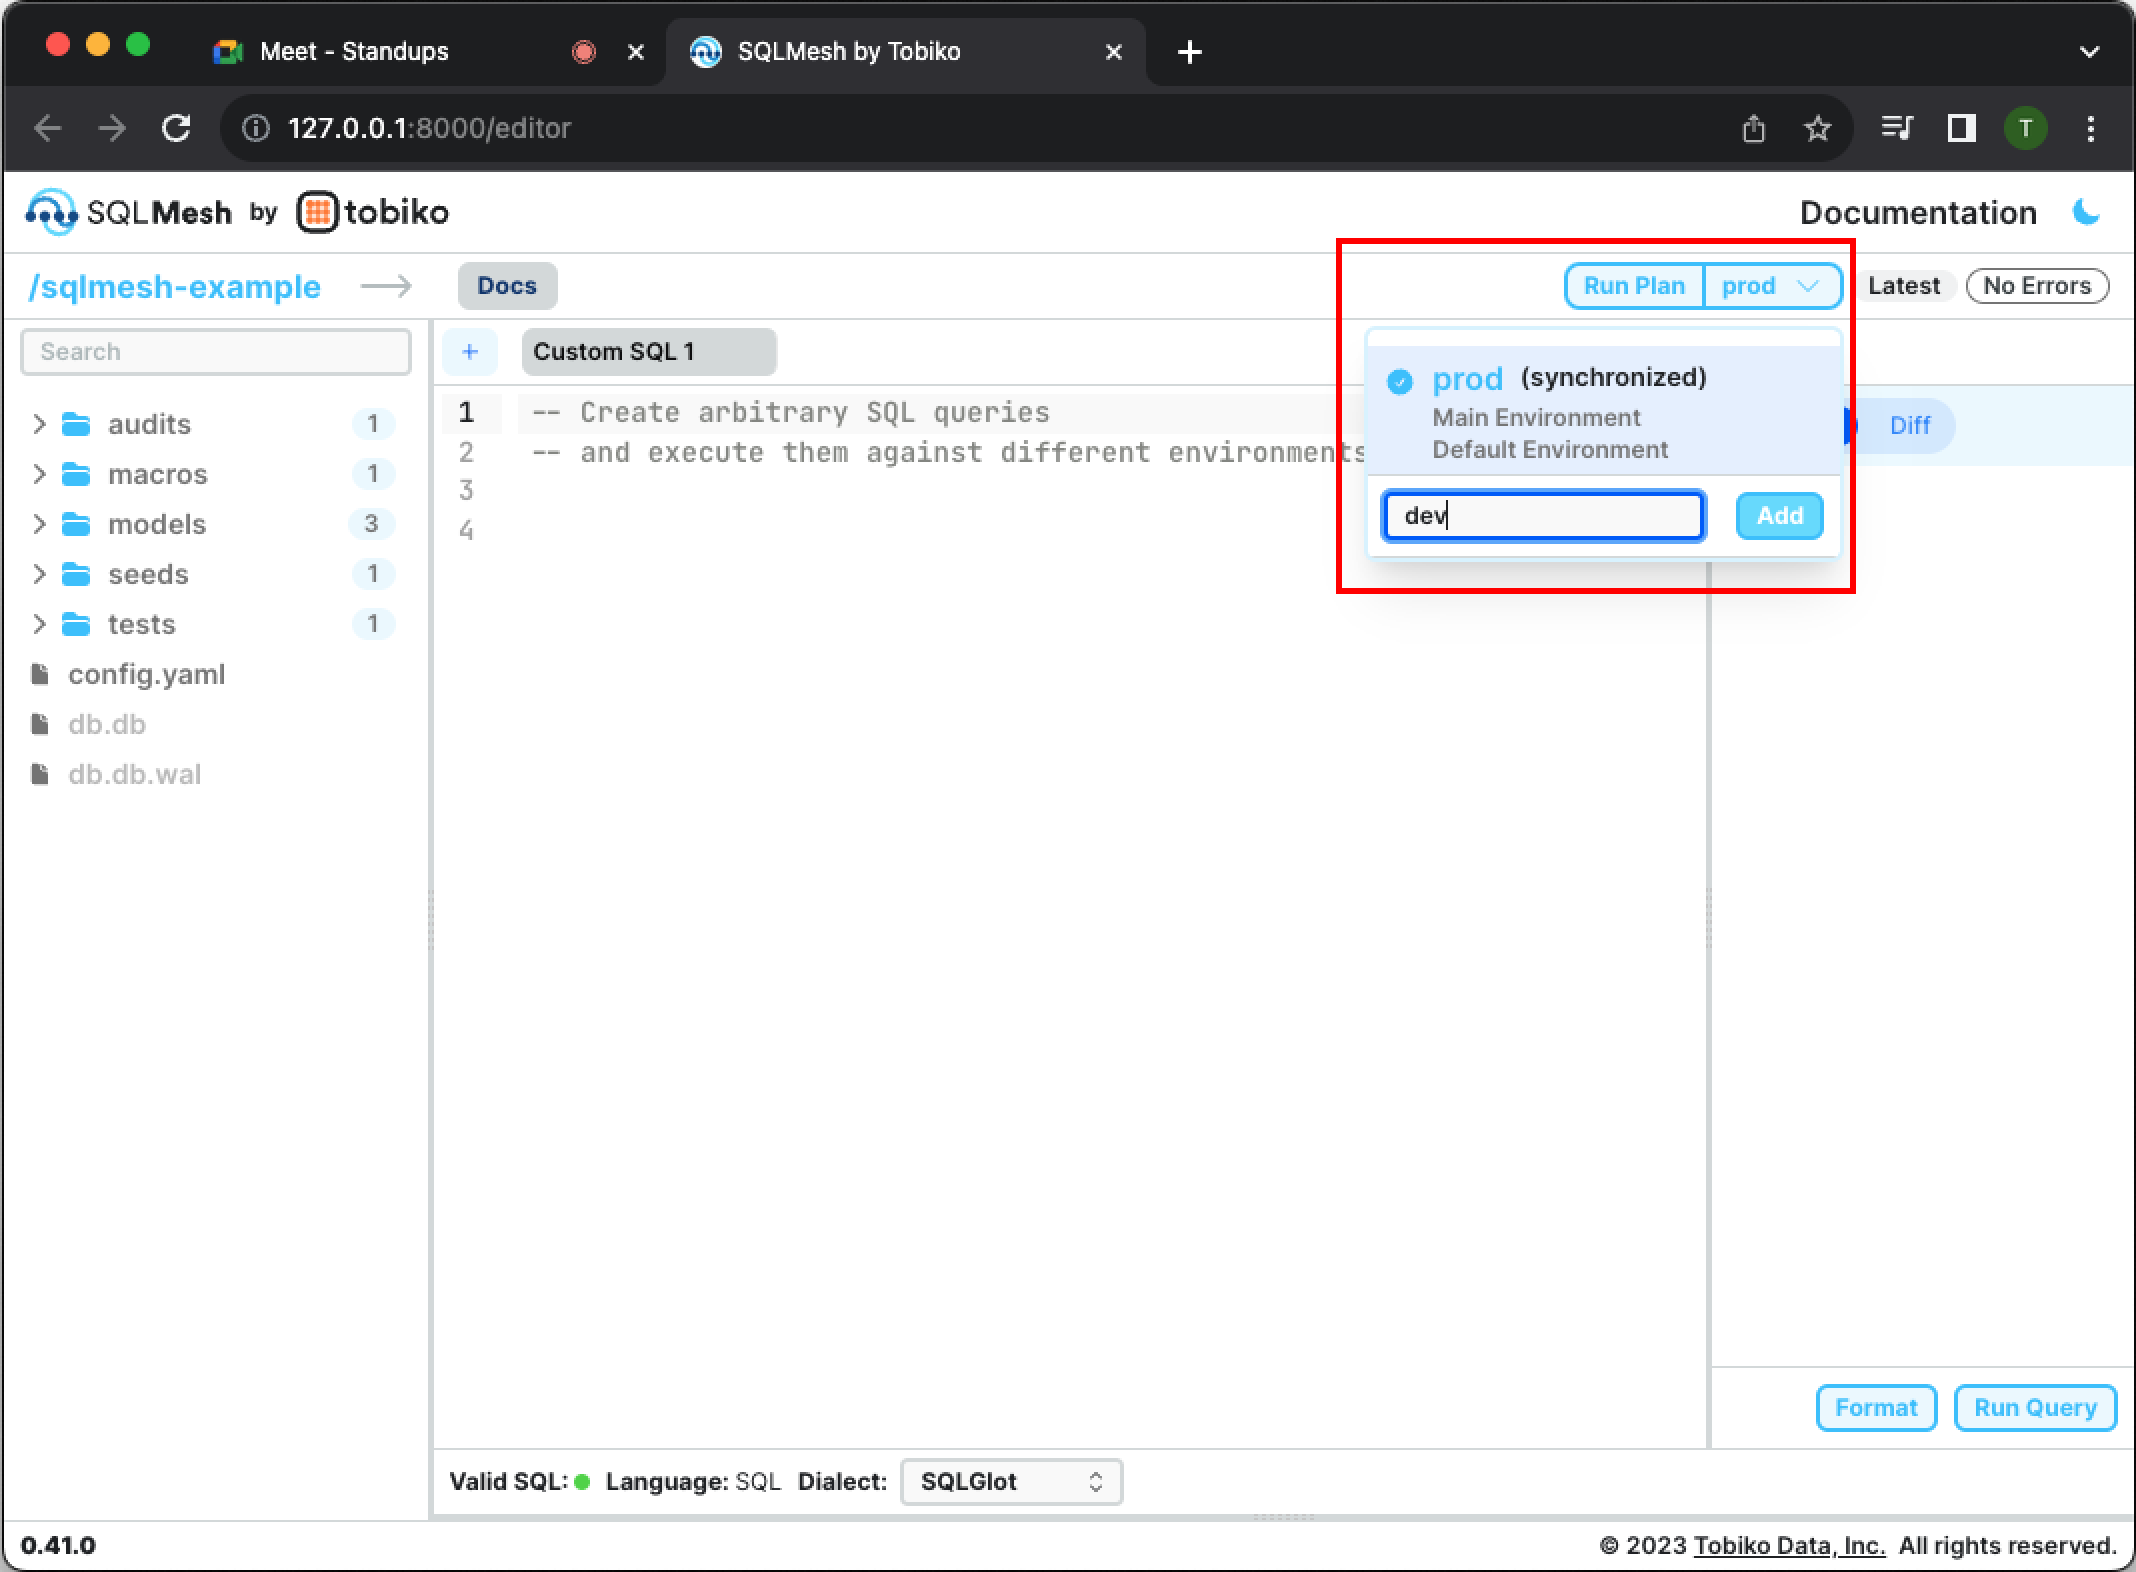 Meet - Standups
SQLMesh by Tobiko
127.0.0.1:8000/editor
T
SQLMesh by tobiko
Documentation
/sqlmesh-example
Docs
Run Plan
prod
Latest
No Errors
Search
+
Custom SQL 1
audits 1
macros 1
models 3
seeds 1
tests 1
config.yaml
db.db
db.db.wal
1 -- Create arbitrary SQL queries
2 -- and execute them against different environments
3
4
prod (synchronized)
Main Environment
Default Environment
dev
Add
Diff
Format
Run Query
Valid SQL: Language: SQL Dialect: SQLGlot
0.41.0
© 2023 Tobiko Data, Inc. All rights reserved.